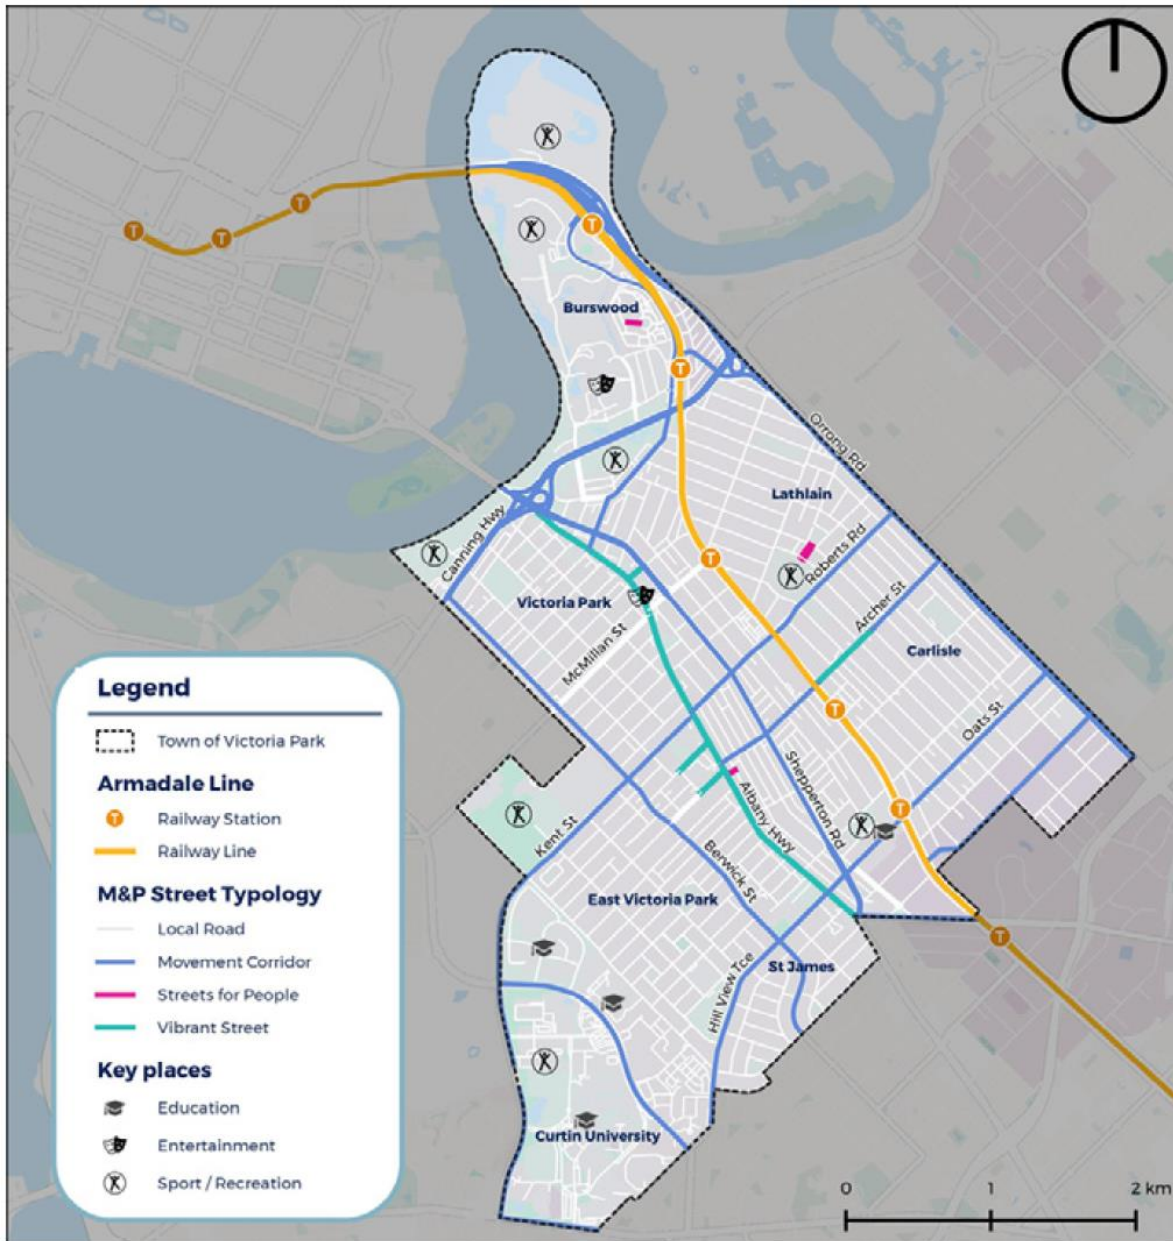 T
T
T
T
Burswood
T
Orrong Rd
Lathlain
Canning Hwy
Roberts Rd
T
Victoria Park
Archer St
McMillan St
Carlisle
Legend
Town of Victoria Park
Armadale Line
T Railway Station
Railway Line
M&P Street Typology
Local Road
Movement Corridor
Streets for People
Vibrant Street
Key places
Education
Entertainment
Sport / Recreation
T
Oats St
Shepperton Rd
Albany Hwy
T
Kent St
Berwick St
East Victoria Park
T
Hill View Tce
St James
Curtin University
0 1 2 km